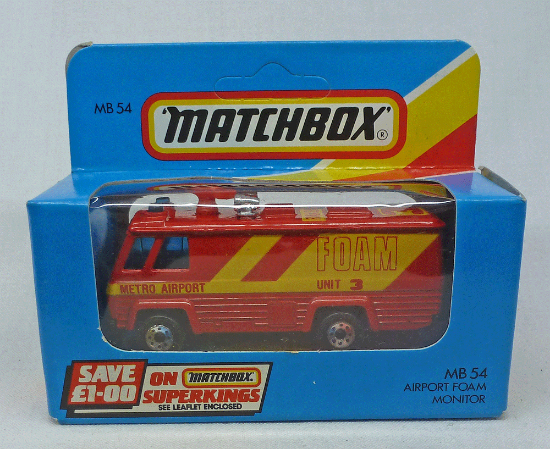 MB 54
"MATCHBOX"®
FOAM
METRO AIRPORT UNIT 3
SAVE
£1-00
ON "MATCHBOX"
SUPERKINGS
SEE LEAFLET ENCLOSED
MB 54
AIRPORT FOAM
MONITOR